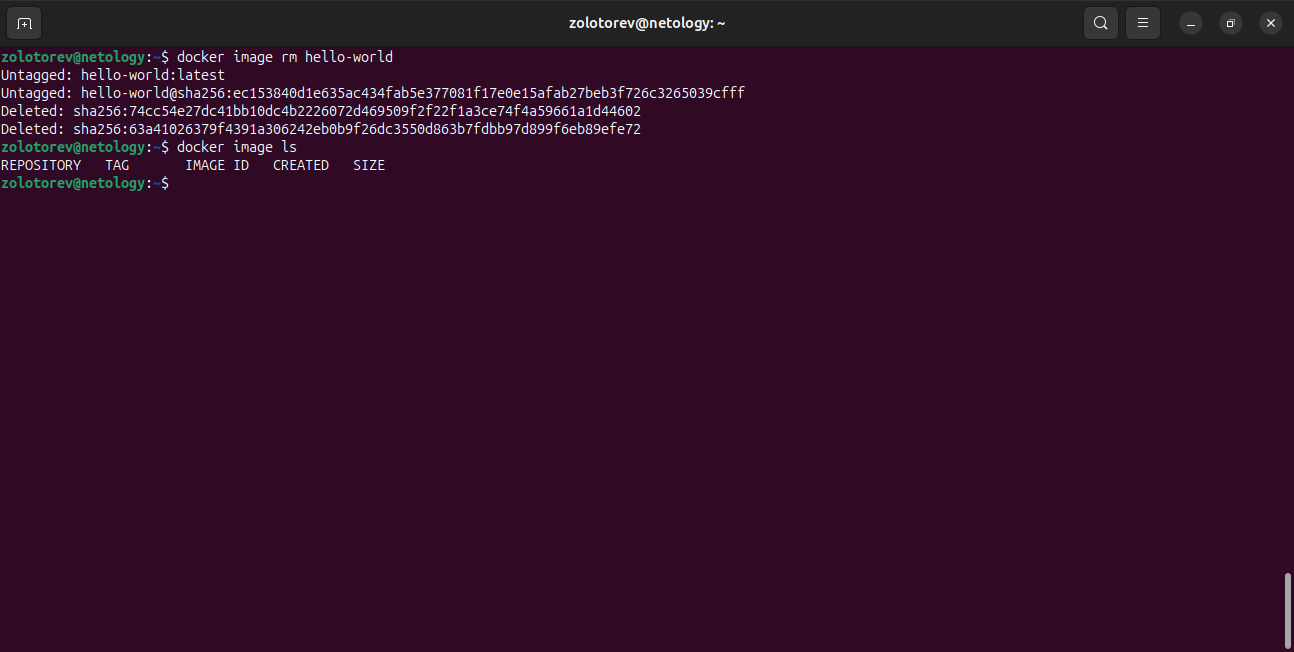 zolotorev@netology: ~
zolotorev@netology:~$ docker image rm hello-world
Untagged: hello-world:latest
Untagged: hello-world@sha256:ec153840d1e635ac434fab5e377081f17e0e15afab27beb3f726c3265039cfff
Deleted: sha256:74cc54e27dc41bb10dc4b2226072d469509f2f22f1a3ce74f4a59661a1d44602
Deleted: sha256:63a41026379f4391a306242eb0b9f26dc3550d863b7fdbb97d899f6eb89efe72
zolotorev@netology:~$ docker image ls
REPOSITORY   TAG       IMAGE ID   CREATED   SIZE
zolotorev@netology:~$